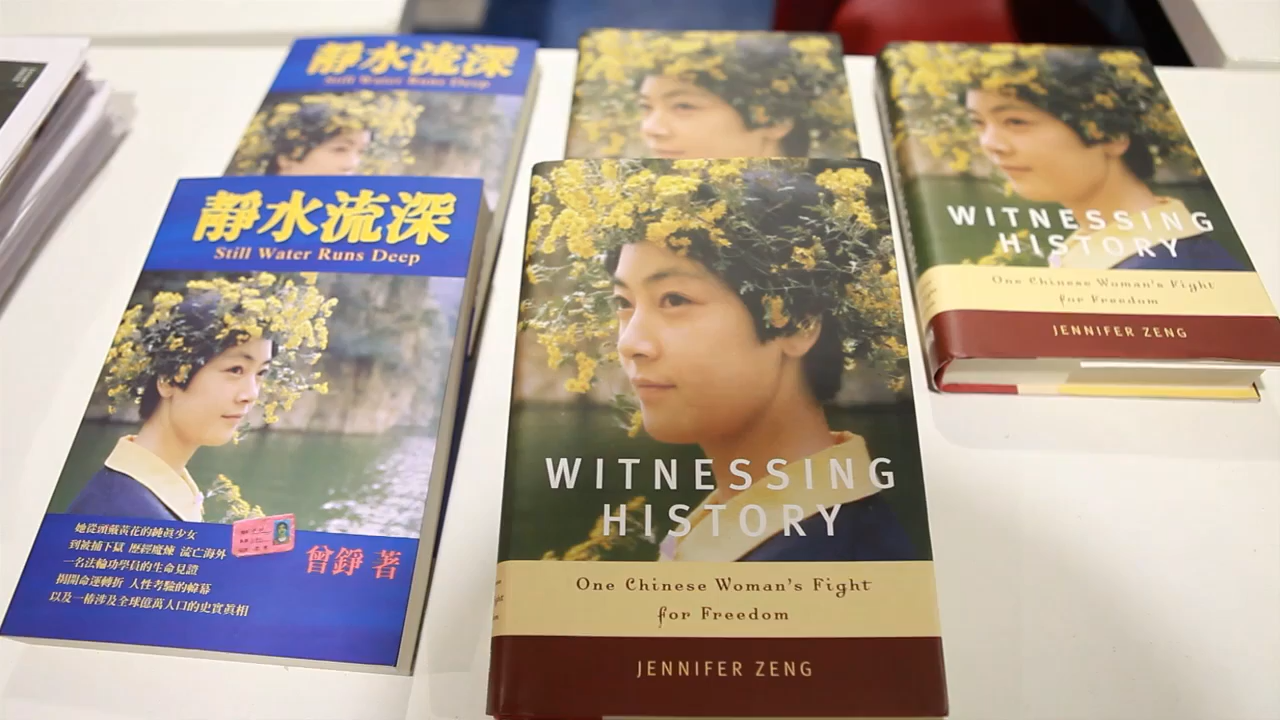 靜水流深
Still Water Runs Deep
靜水流深
Still Water Runs Deep
她從頭戴黃花的純真少女
到被捕下獄 歷經魔煉 流亡海外
一名法輪功學員的生命見證
揭開命運轉折 人性考驗的帷幕
以及一樁涉及全球億萬人口的史實真相
曾錚 著
WITNESSING
HISTORY
One Chinese Woman's Fight
for Freedom
JENNIFER ZENG
WITNESSING
HISTORY
One Chinese Woman's Fight
for Freedom
JENNIFER ZENG